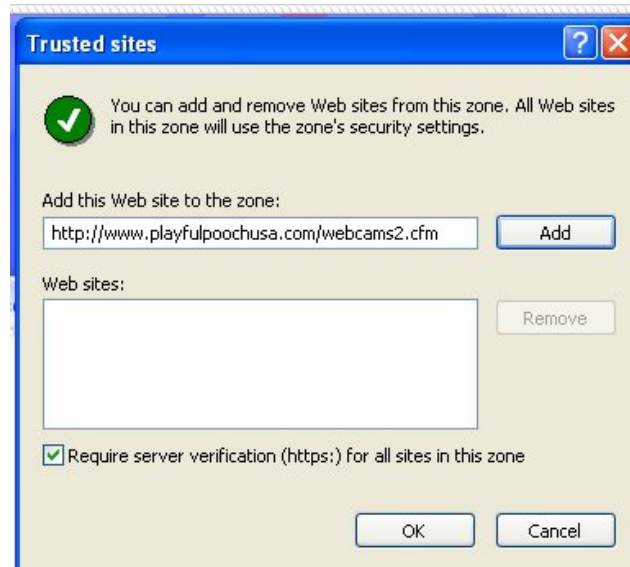 Trusted sites
You can add and remove Web sites from this zone. All Web sites
in this zone will use the zone's security settings.
Add this Web site to the zone:
http://www.playfulpoochusa.com/webcams2.cfm
Add
Web sites:
Remove
Require server verification (https:) for all sites in this zone
OK
Cancel